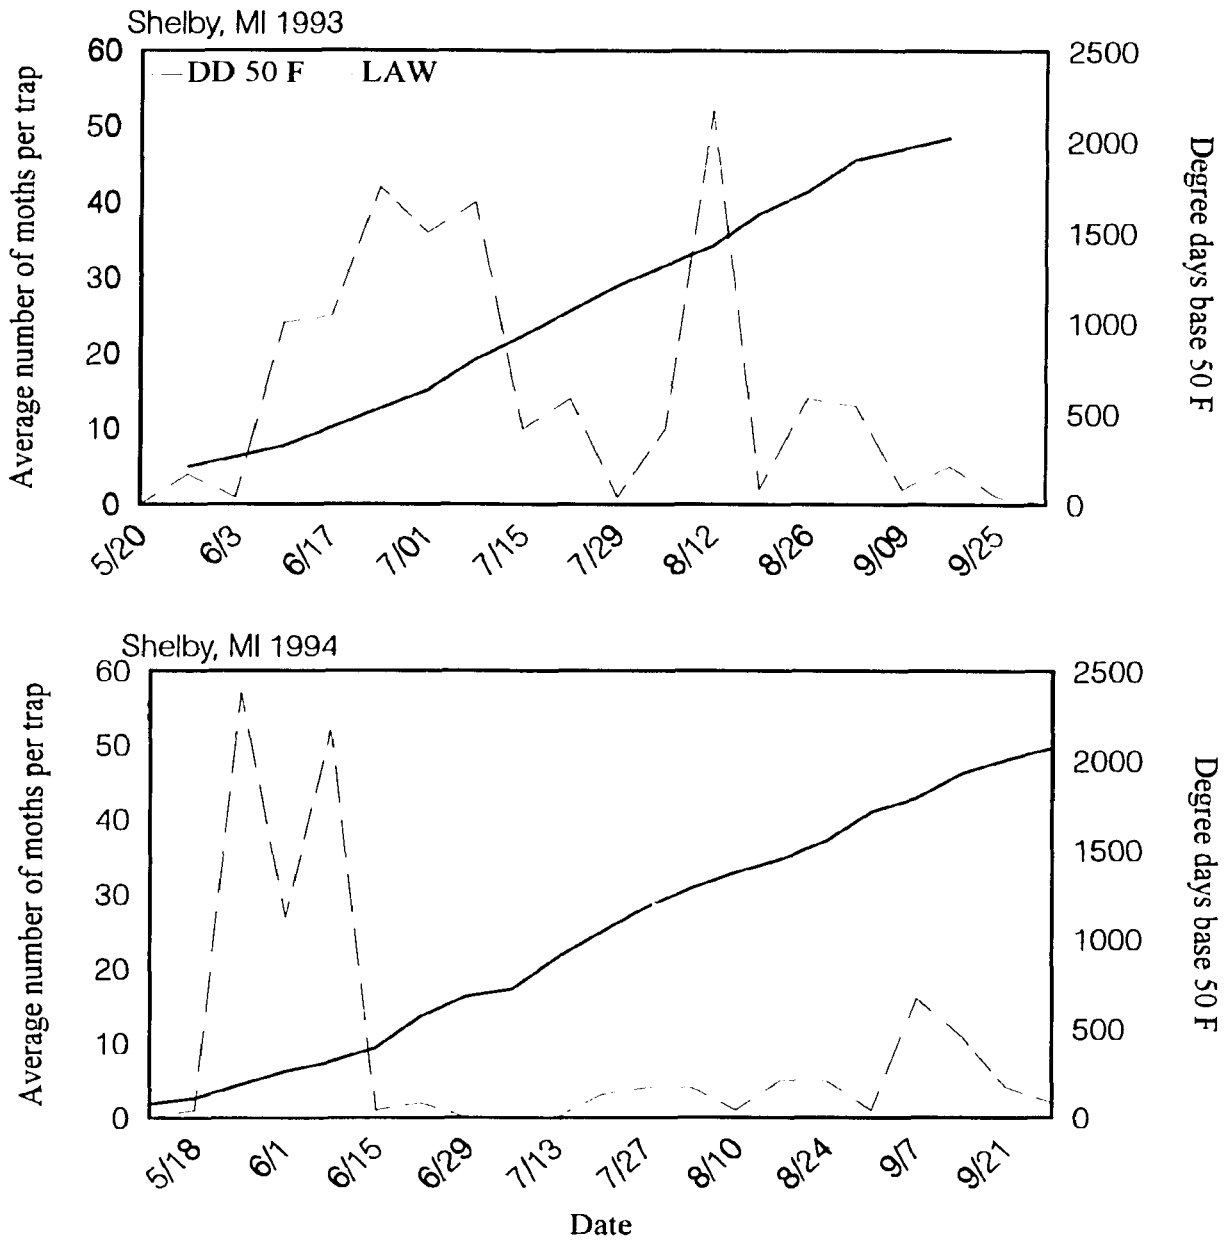 Shelby, MI 1993
DD 50 F LAW
Average number of moths per trap
60
50
40
30
20
10
0
2500
2000
1500
1000
500
0
Degree days base 50 F
5/20 6/3 6/17 7/01 7/15 7/29 8/12 8/26 9/09 9/25
Shelby, MI 1994
Average number of moths per trap
60
50
40
30
20
10
0
2500
2000
1500
1000
500
0
Degree days base 50 F
5/18 6/1 6/15 6/29 7/13 7/27 8/10 8/24 9/7 9/21
Date